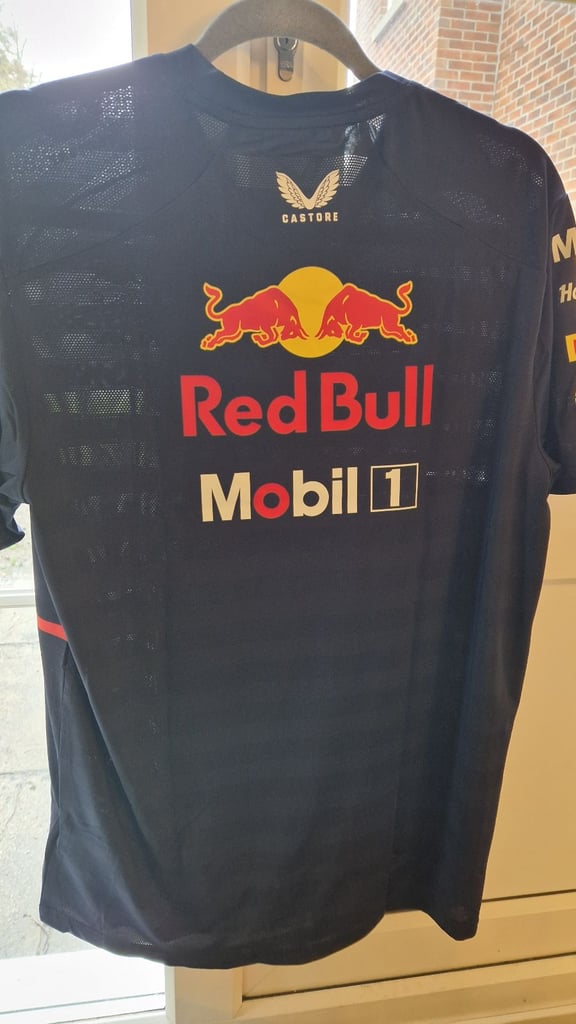 CASTORE
Red Bull
Mobil 1